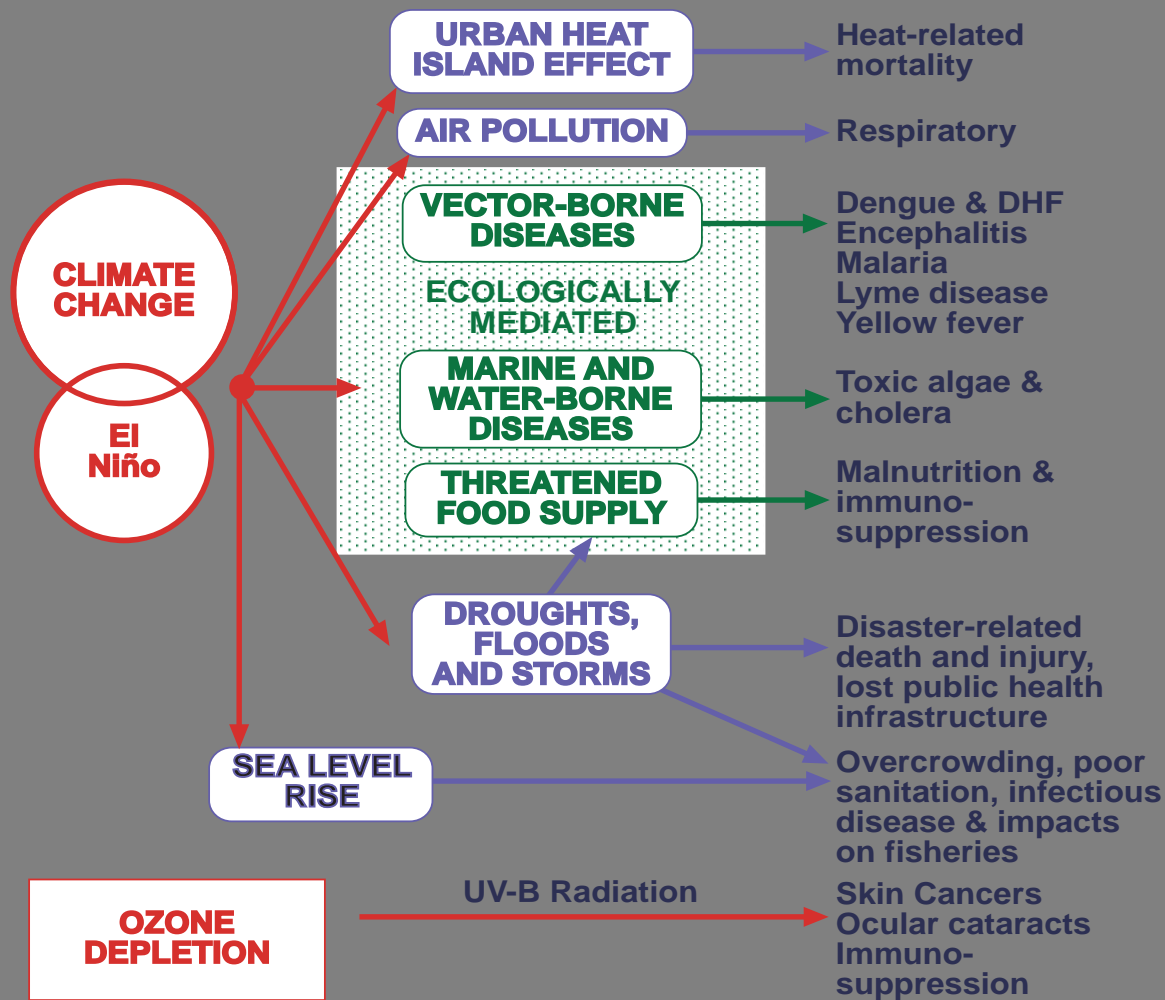 URBAN HEAT
ISLAND EFFECT
Heat-related
mortality
AIR POLLUTION
Respiratory
VECTOR-BORNE
DISEASES
Dengue & DHF
Encephalitis
Malaria
Lyme disease
Yellow fever
CLIMATE
CHANGE
ECOLOGICALLY
MEDIATED
MARINE AND
WATER-BORNE
DISEASES
Toxic algae &
cholera
El
Niño
THREATENED
FOOD SUPPLY
Malnutrition &
immuno-
suppression
DROUGHTS,
FLOODS
AND STORMS
Disaster-related
death and injury,
lost public health
infrastructure
SEA LEVEL
RISE
Overcrowding, poor
sanitation, infectious
disease & impacts
on fisheries
OZONE
DEPLETION
UV-B Radiation
Skin Cancers
Ocular cataracts
Immuno-
suppression